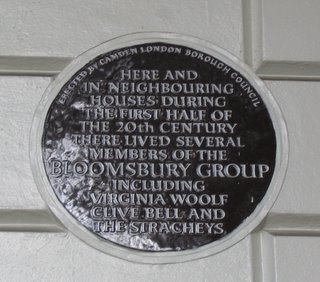 ERECTED BY CAMDEN LONDON BOROUGH COUNCIL
HERE AND
IN NEIGHBOURING
HOUSES DURING
THE FIRST HALF OF
THE 20th CENTURY
THERE LIVED SEVERAL
MEMBERS OF THE
BLOOMSBURY GROUP
INCLUDING
VIRGINIA WOOLF
CLIVE BELL AND
THE STRACHEYS